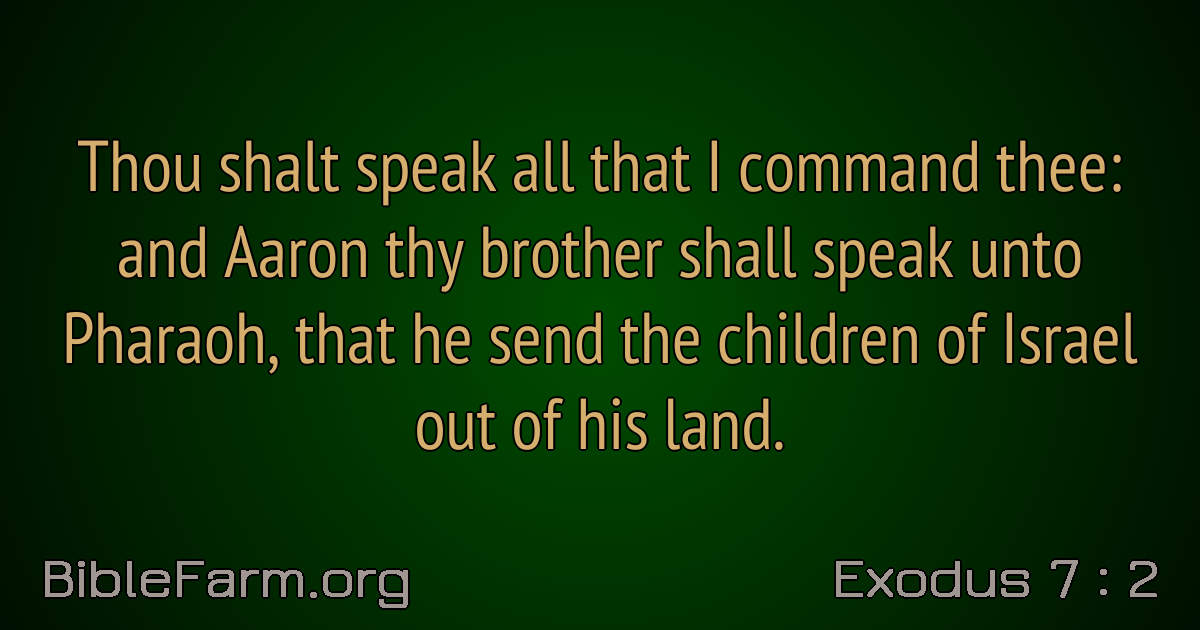 Thou shalt speak all that I command thee:
and Aaron thy brother shall speak unto
Pharaoh, that he send the children of Israel
out of his land.
BibleFarm.org
Exodus 7 : 2